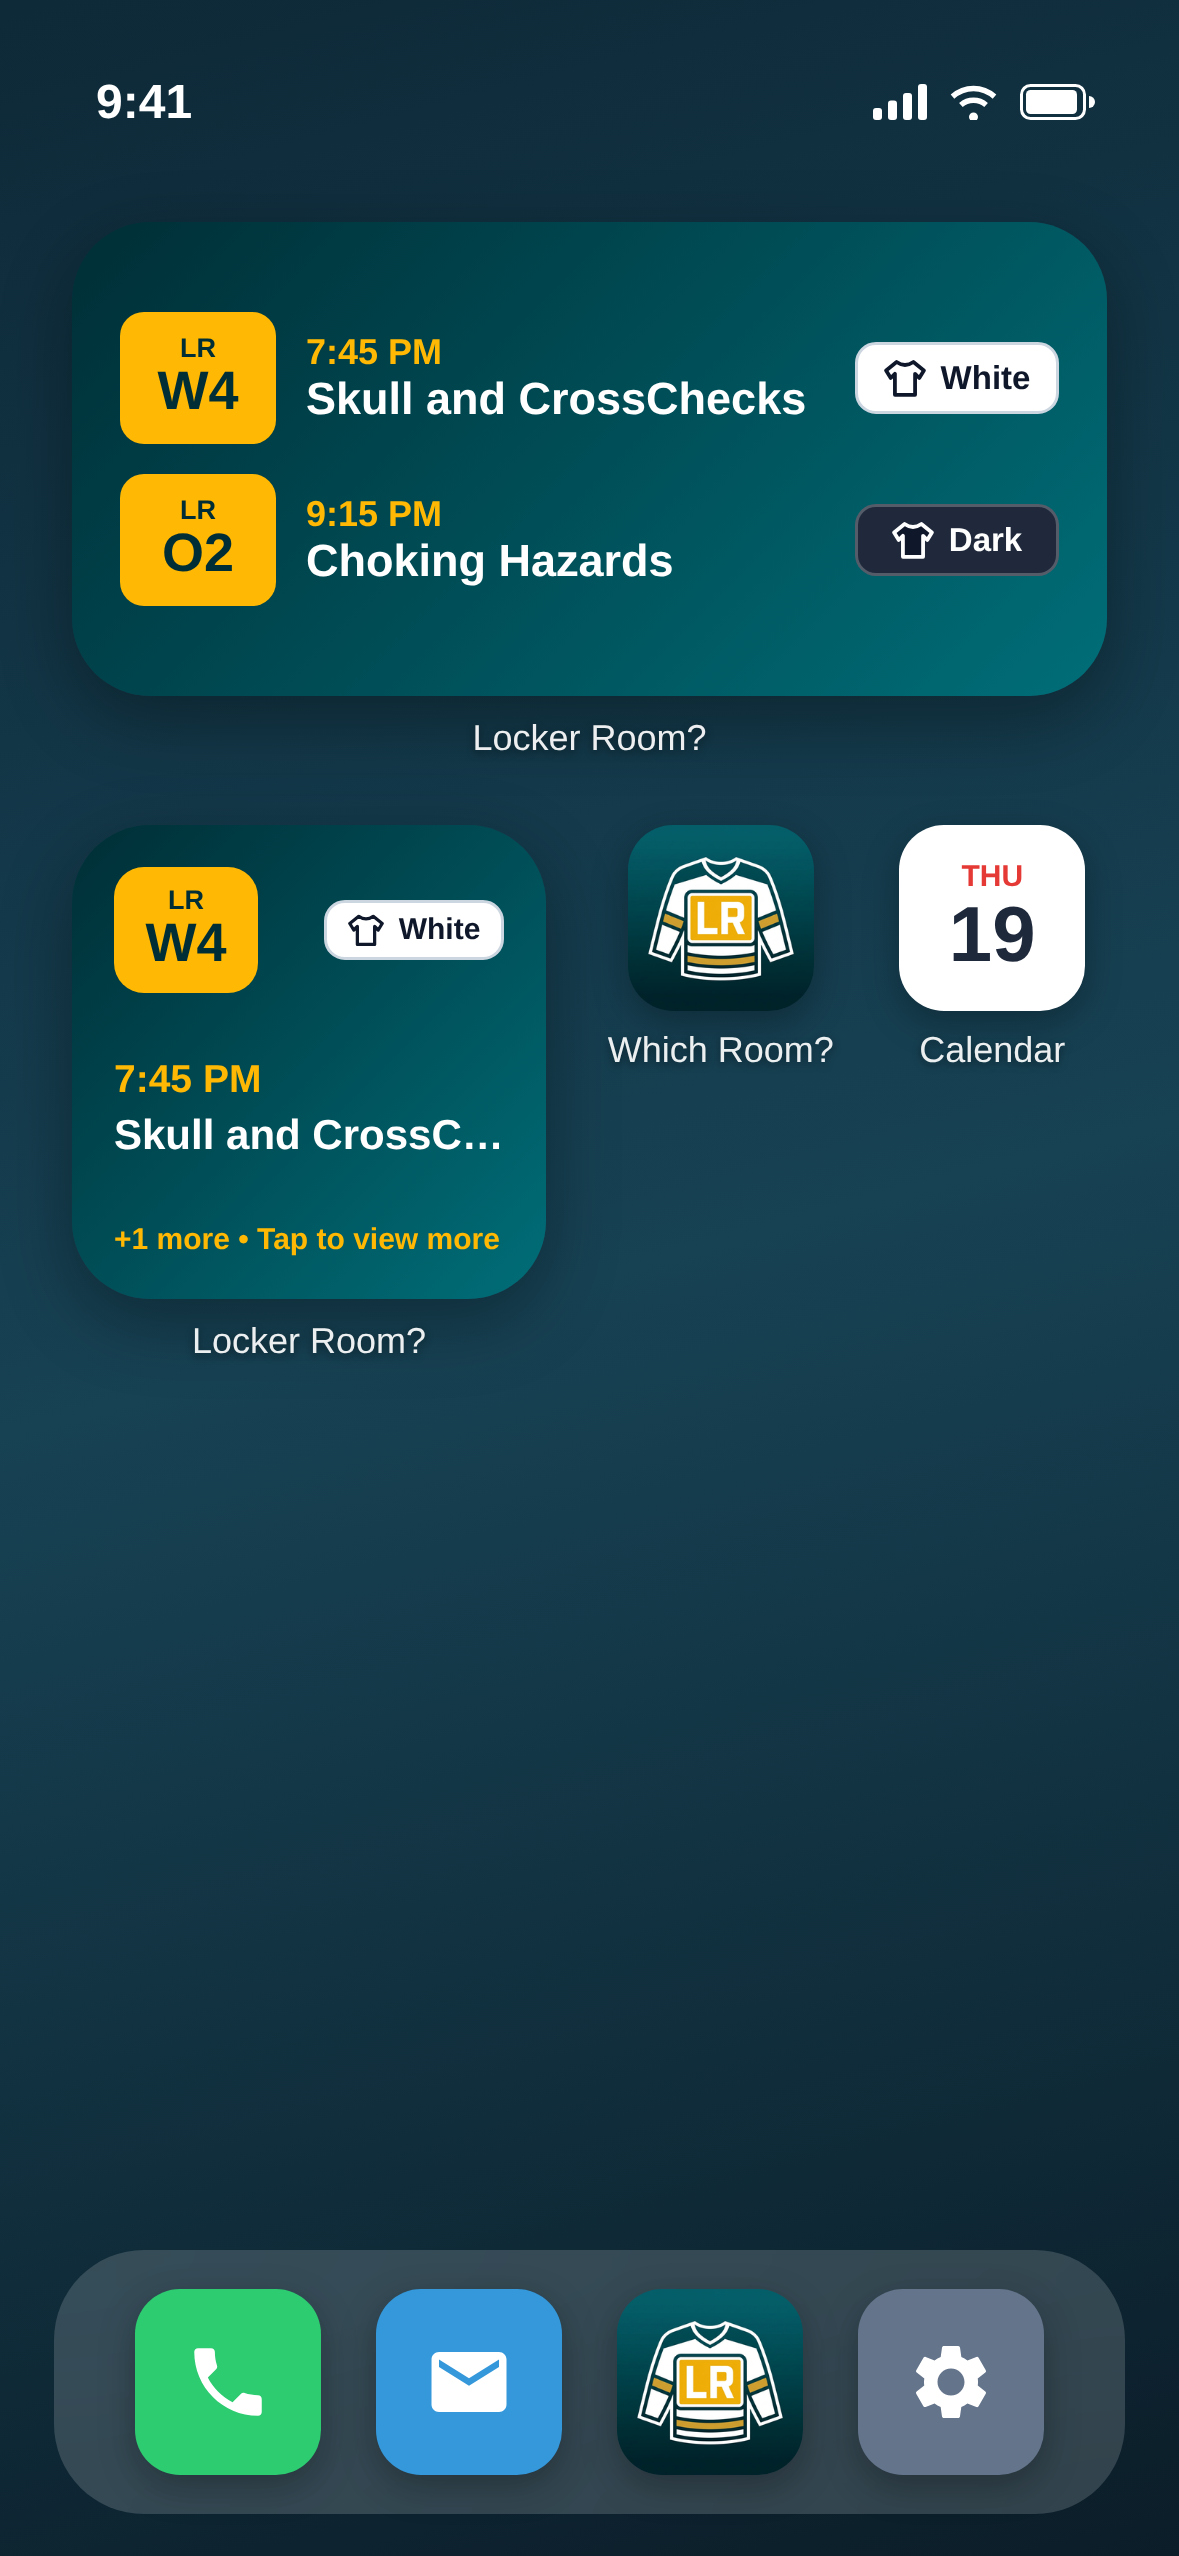 9:41
LR
W4
7:45 PM
Skull and CrossChecks
White
LR
O2
9:15 PM
Choking Hazards
Dark
Locker Room?
LR
W4
White
7:45 PM
Skull and CrossC...
+1 more • Tap to view more
Locker Room?
LR
Which Room?
THU
19
Calendar
LR